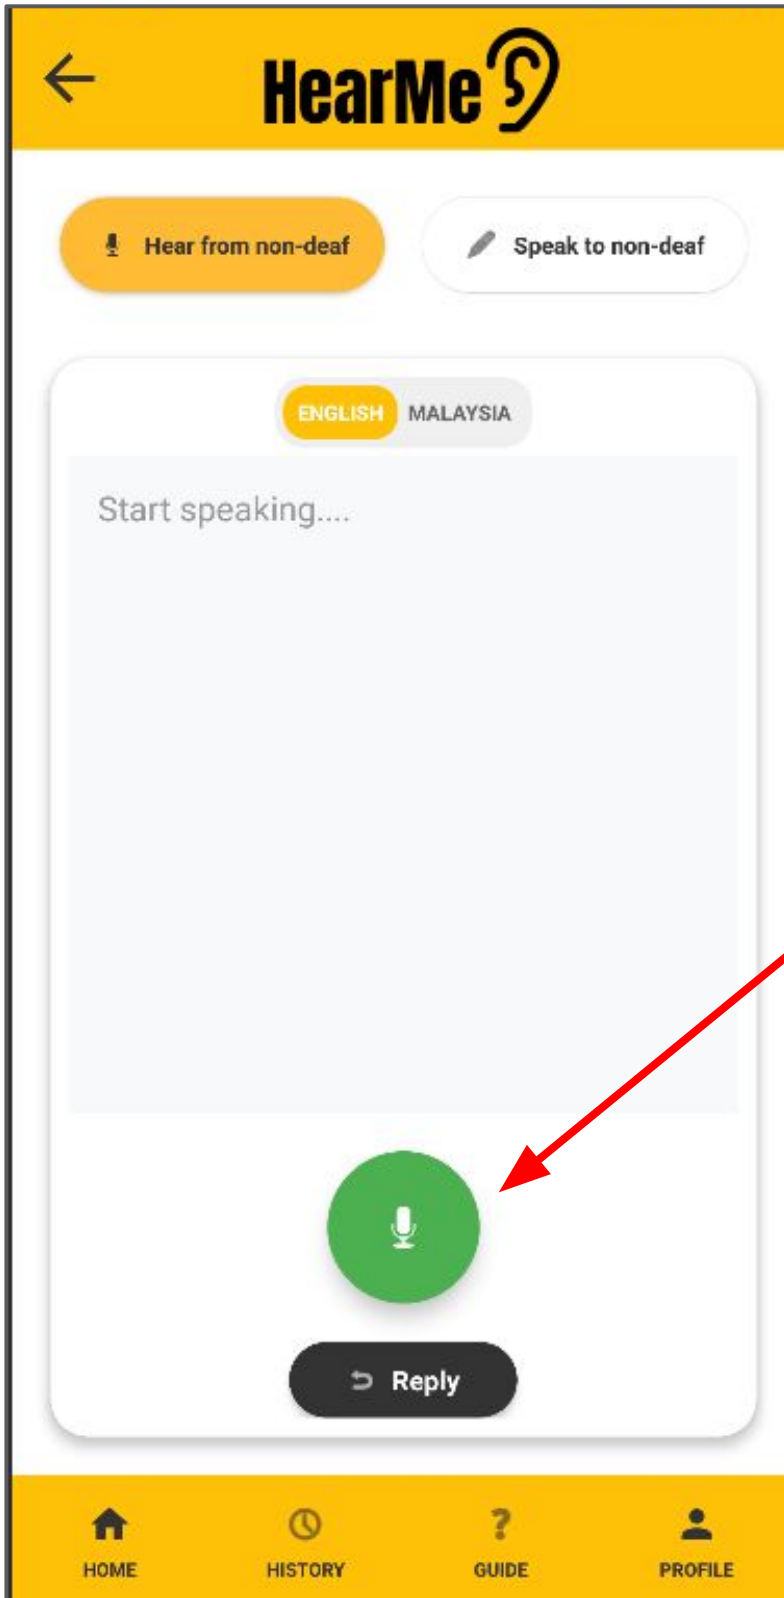 HearMe
Hear from non-deaf
Speak to non-deaf
ENGLISH MALAYSIA
Start speaking....
Reply
HOME HISTORY GUIDE PROFILE